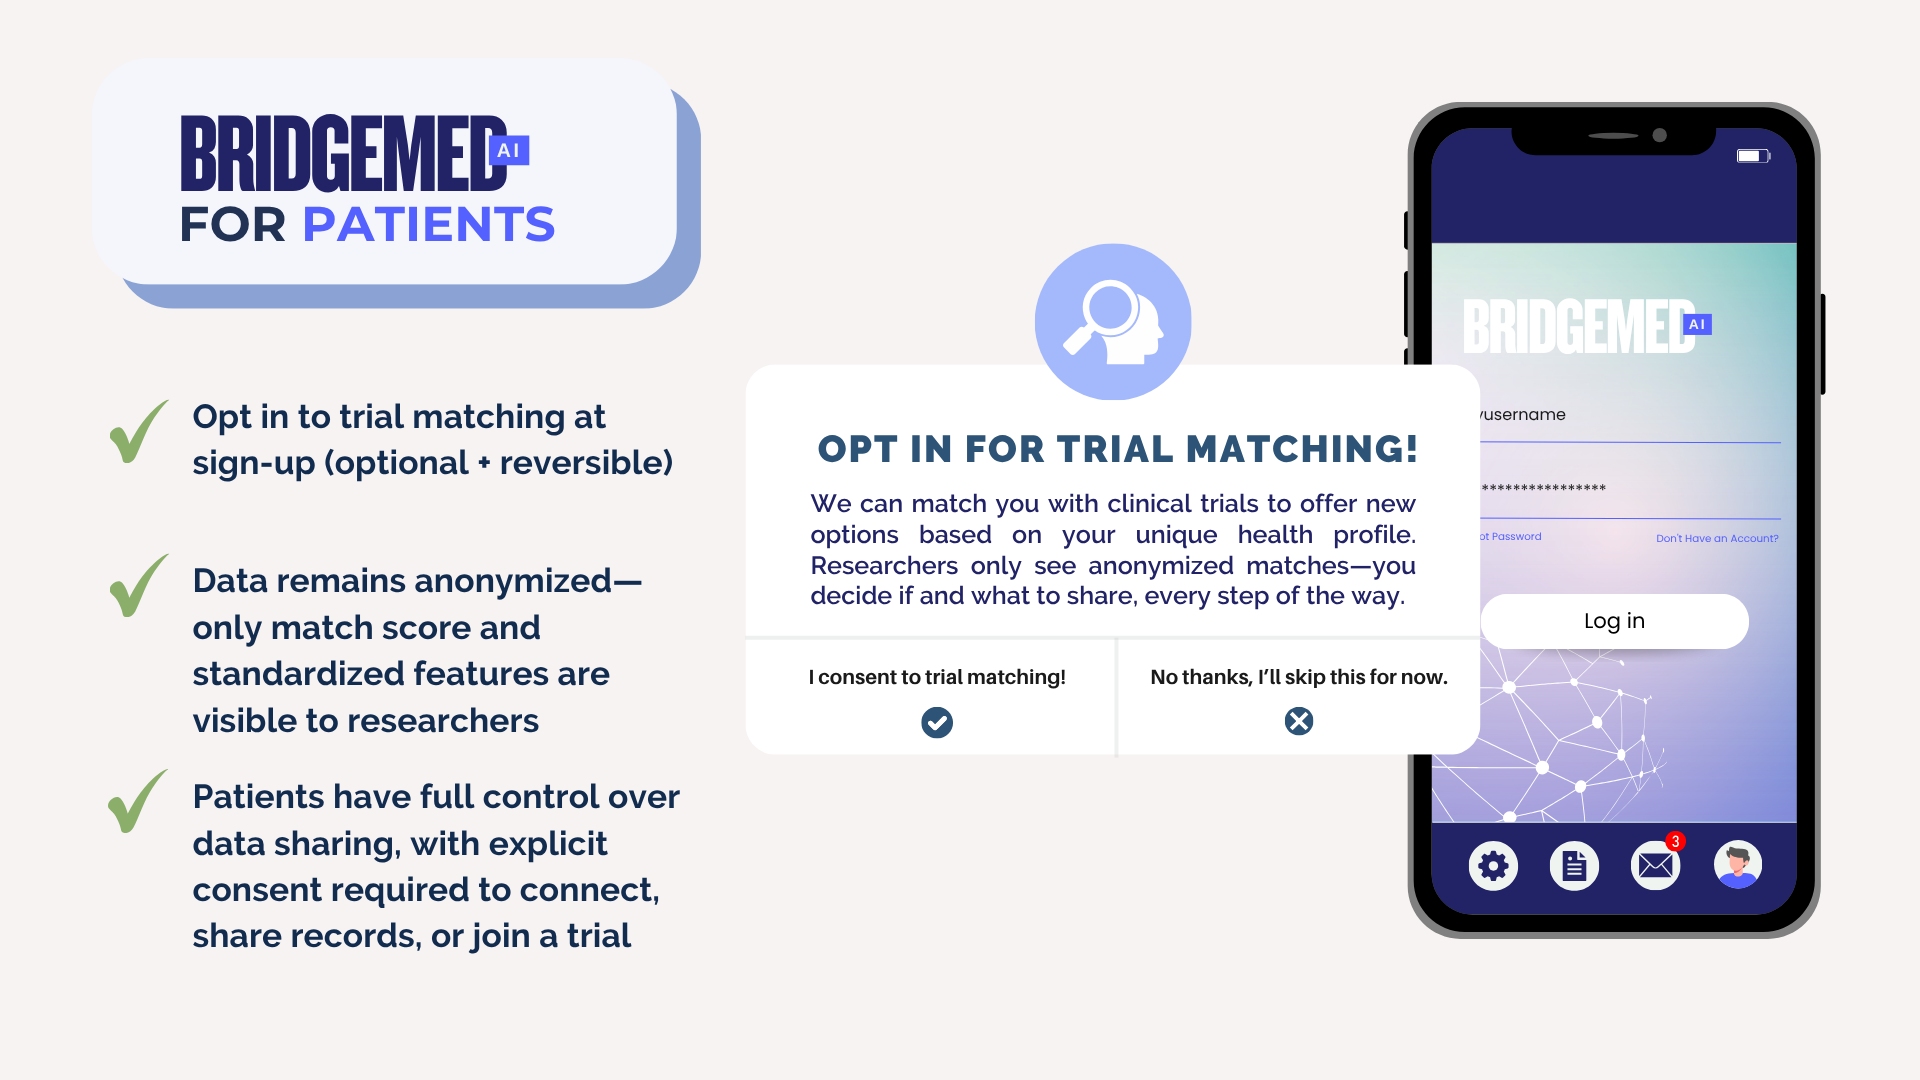 BRIDGEMED
AI
FOR PATIENTS
Opt in to trial matching at
sign-up (optional + reversible)
Data remains anonymized—
only match score and
standardized features are
visible to researchers
Patients have full control over
data sharing, with explicit
consent required to connect,
share records, or join a trial
OPT IN FOR TRIAL MATCHING!
We can match you with clinical trials to offer new
options based on your unique health profile.
Researchers only see anonymized matches—you
decide if and what to share, every step of the way.
I consent to trial matching!
No thanks, I’ll skip this for now.
BRIDGEMED
AI
yusername
****************
ot Password
Don't Have an Account?
Log in
3